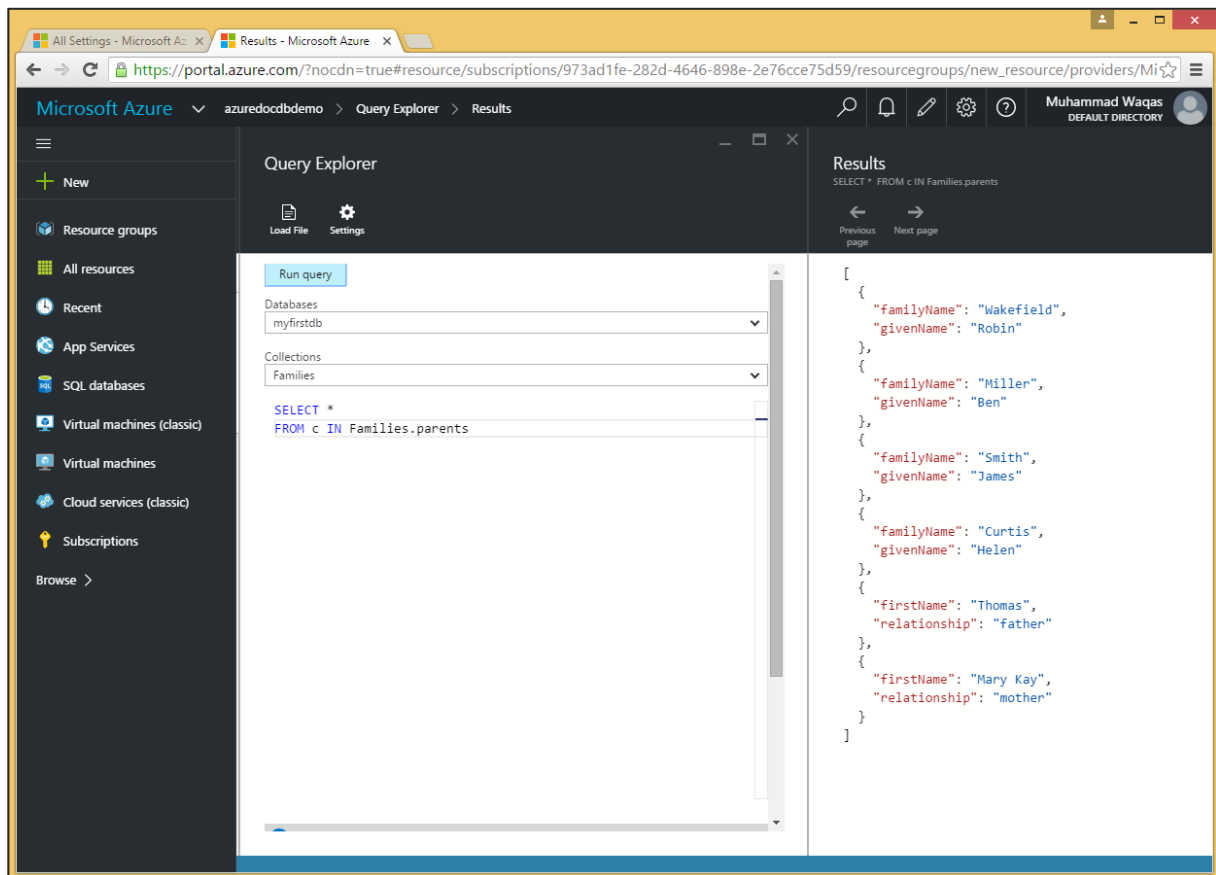 All Settings - Microsoft Az
Results - Microsoft Azure
https://portal.azure.com/?nocdn=true#resource/subscriptions/973ad1fe-282d-4646-898e-2e76cce75d59/resourcegroups/new_resource/providers/Mi
Microsoft Azure azuredocdbdemo > Query Explorer > Results
Muhammad Waqas
DEFAULT DIRECTORY
New
Resource groups
All resources
Recent
App Services
SQL databases
Virtual machines (classic)
Virtual machines
Cloud services (classic)
Subscriptions
Browse >
Query Explorer
Load File Settings
Run query
Databases
myfirstdb
Collections
Families
SELECT *
FROM c IN Families.parents
Results
SELECT * FROM c IN Families.parents
Previous page
Next page
[
{
"familyName": "Wakefield",
"givenName": "Robin"
},
{
"familyName": "Miller",
"givenName": "Ben"
},
{
"familyName": "Smith",
"givenName": "James"
},
{
"familyName": "Curtis",
"givenName": "Helen"
},
{
"firstName": "Thomas",
"relationship": "father"
},
{
"firstName": "Mary Kay",
"relationship": "mother"
}
]